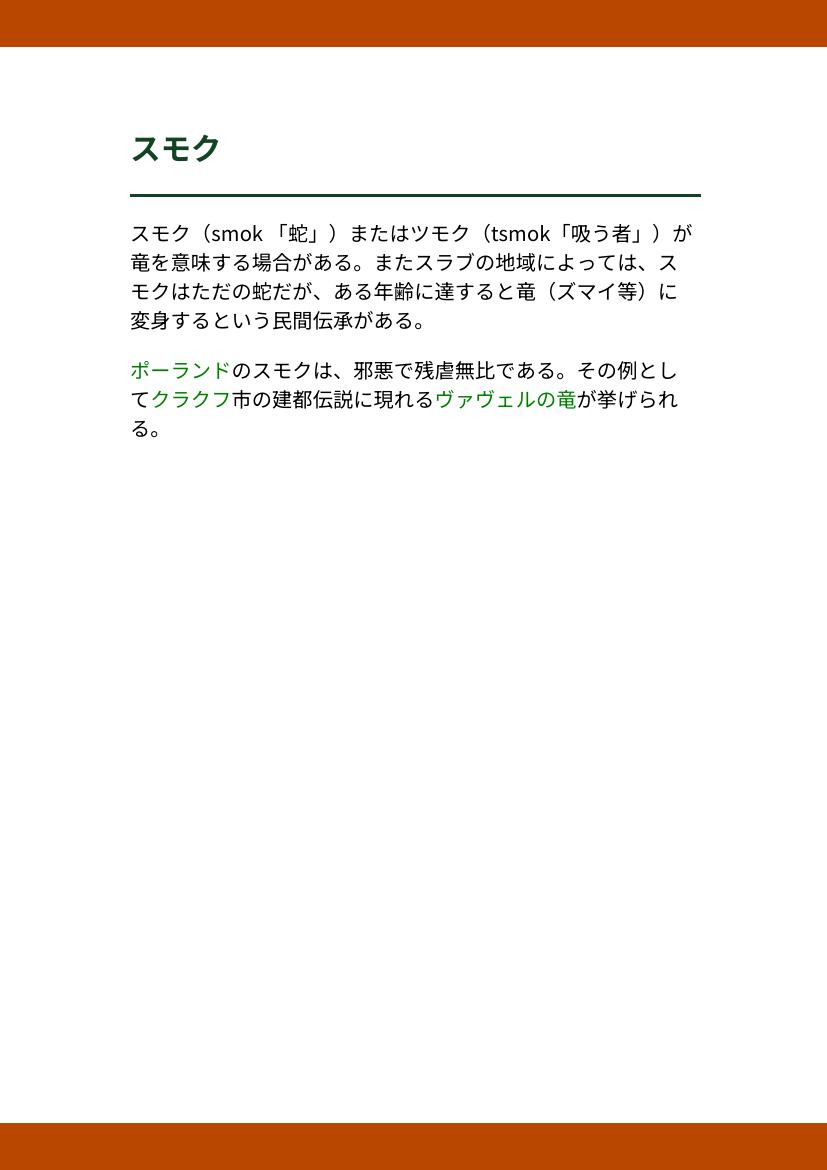 スモク
スモク（smok 「蛇」）またはツモク（tsmok「吸う者」）が
竜を意味する場合がある。またスラブの地域によっては、ス
モクはただの蛇だが、ある年齢に達すると竜（ズマイ等）に
変身するという民間伝承がある。
ポーランドのスモクは、邪悪で残虐無比である。その例とし
てクラクフ市の建都伝説に現れるヴァヴェルの竜が挙げられ
る。